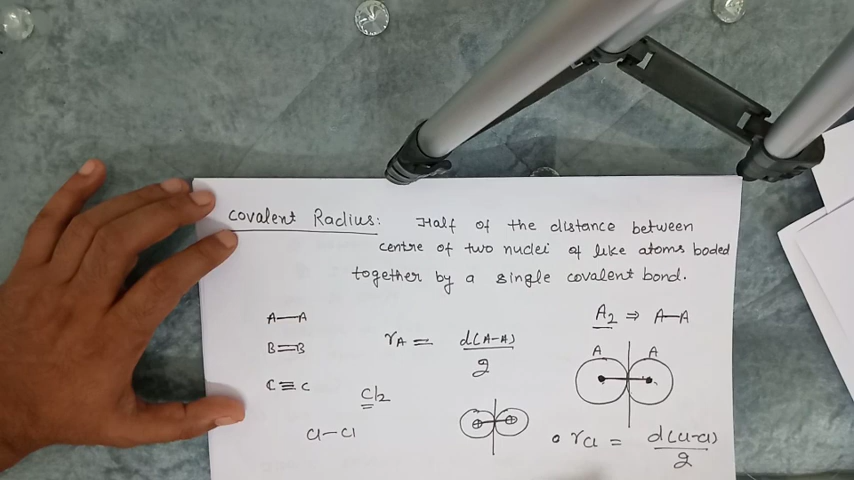 Covalent Radius: Half of the distance between
centre of two nuclei of like atoms boded
together by a single covalent bond.
A—A
B=B
C≡C
Cl2
Cl-Cl
rA = d(A-A)/2
A2 ⇒ A-A
A A
rCl = d(Cl-Cl)/2